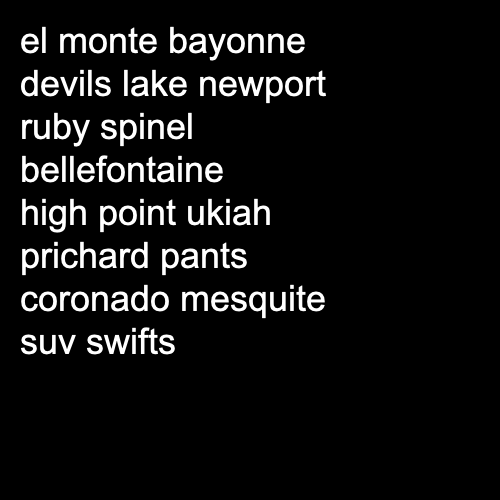 el monte bayonne
devils lake newport
ruby spinel
bellefontaine
high point ukiah
prichard pants
coronado mesquite
suv swifts